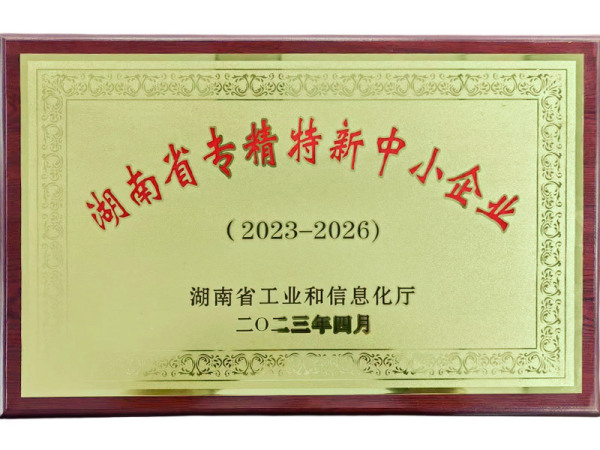 湖南省专精特新中小企业
(2023-2026)
湖南省工业和信息化厅
二〇二三年四月